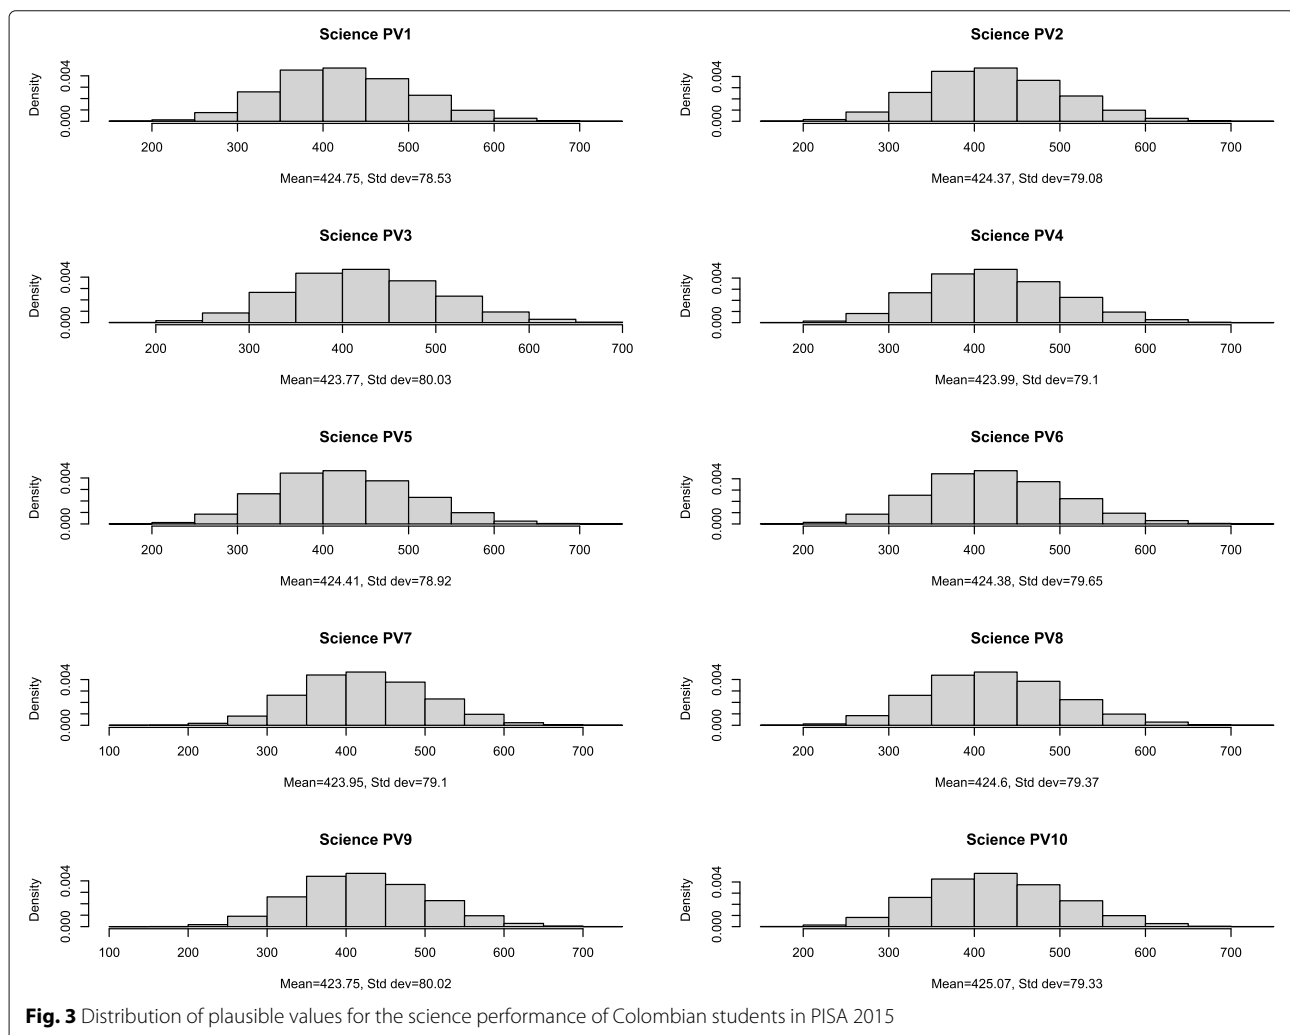 Science PV1
Density
0.000 0.004
200 300 400 500 600 700
Mean=424.75, Std dev=78.53
Science PV2
Density
0.000 0.004
200 300 400 500 600 700
Mean=424.37, Std dev=79.08
Science PV3
Density
0.000 0.004
200 300 400 500 600 700
Mean=423.77, Std dev=80.03
Science PV4
Density
0.000 0.004
200 300 400 500 600 700
Mean=423.99, Std dev=79.1
Science PV5
Density
0.000 0.004
200 300 400 500 600 700
Mean=424.41, Std dev=78.92
Science PV6
Density
0.000 0.004
200 300 400 500 600 700
Mean=424.38, Std dev=79.65
Science PV7
Density
0.000 0.004
100 200 300 400 500 600 700
Mean=423.95, Std dev=79.1
Science PV8
Density
0.000 0.004
200 300 400 500 600 700
Mean=424.6, Std dev=79.37
Science PV9
Density
0.000 0.004
100 200 300 400 500 600 700
Mean=423.75, Std dev=80.02
Science PV10
Density
0.000 0.004
200 300 400 500 600 700
Mean=425.07, Std dev=79.33
Fig. 3 Distribution of plausible values for the science performance of Colombian students in PISA 2015